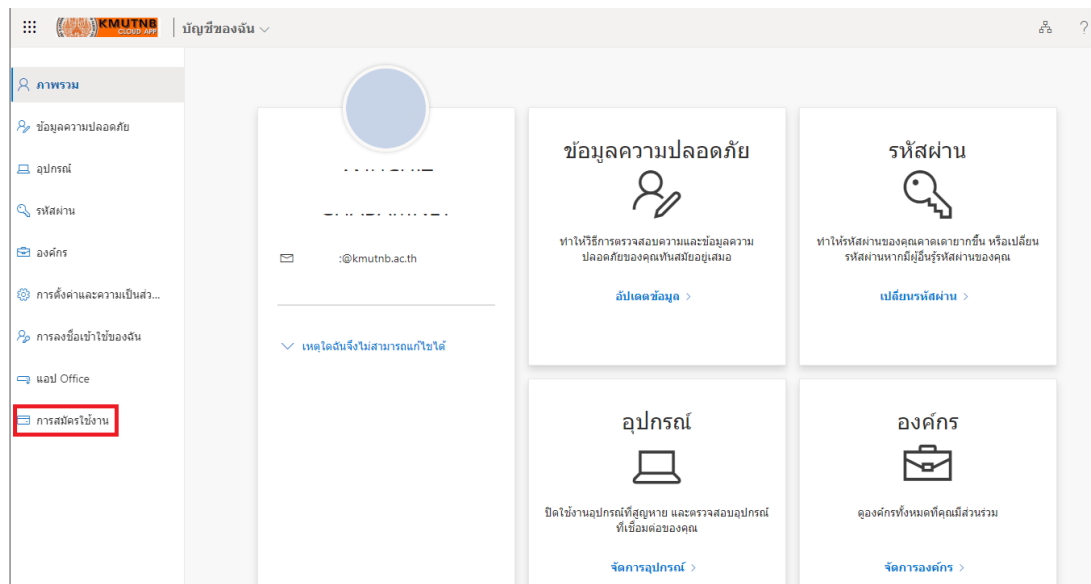 KMUTNB
CLOUD APP
บัญชีของฉัน
?
ภาพรวม
ข้อมูลความปลอดภัย
อุปกรณ์
รหัสผ่าน
องค์กร
การตั้งค่าและความเป็นส่ว...
การลงชื่อเข้าใช้ของฉัน
แอป Office
การสมัครใช้งาน
:@kmutnb.ac.th
เหตุใดฉันจึงไม่สามารถแก้ไขได้
ข้อมูลความปลอดภัย
ทำให้วิธีการตรวจสอบความและข้อมูลความ
ปลอดภัยของคุณทันสมัยอยู่เสมอ
อัปเดตข้อมูล >
รหัสผ่าน
ทำให้รหัสผ่านของคุณคาดเดายากขึ้น หรือเปลี่ยน
รหัสผ่านหากมีผู้อื่นรู้รหัสผ่านของคุณ
เปลี่ยนรหัสผ่าน >
อุปกรณ์
ปิดใช้งานอุปกรณ์ที่สูญหาย และตรวจสอบอุปกรณ์
ที่เชื่อมต่อของคุณ
จัดการอุปกรณ์ >
องค์กร
ดูองค์กรทั้งหมดที่คุณมีส่วนร่วม
จัดการองค์กร >